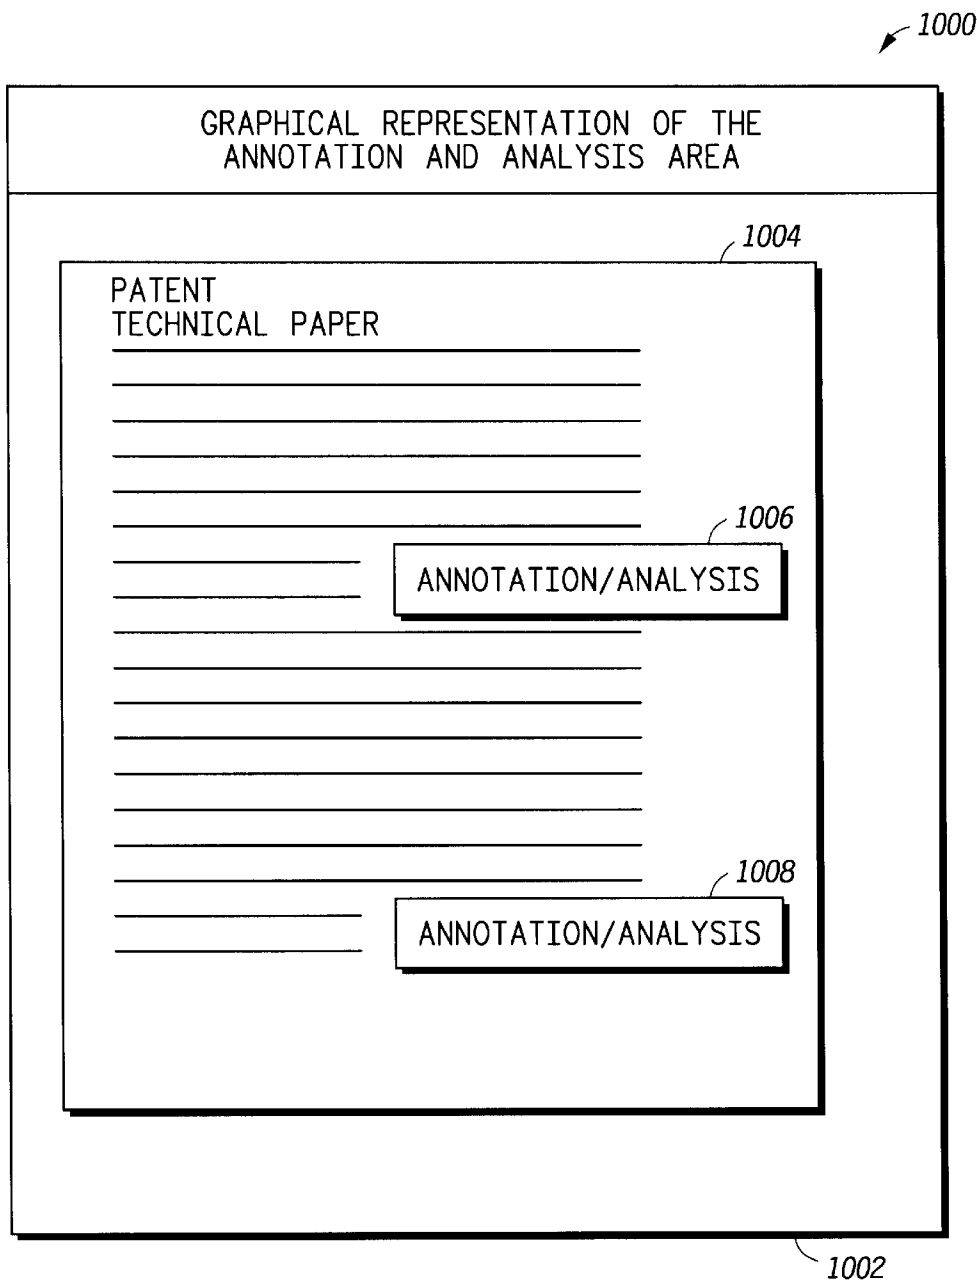 1000
GRAPHICAL REPRESENTATION OF THE
ANNOTATION AND ANALYSIS AREA
1004
PATENT
TECHNICAL PAPER
1006
ANNOTATION/ANALYSIS
1008
ANNOTATION/ANALYSIS
1002